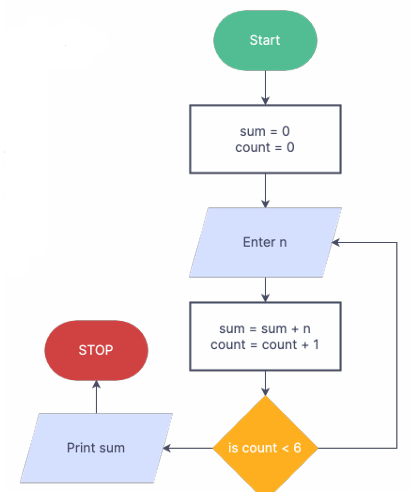 Start
sum = 0
count = 0
Enter n
sum = sum + n
count = count + 1
is count < 6
Print sum
STOP